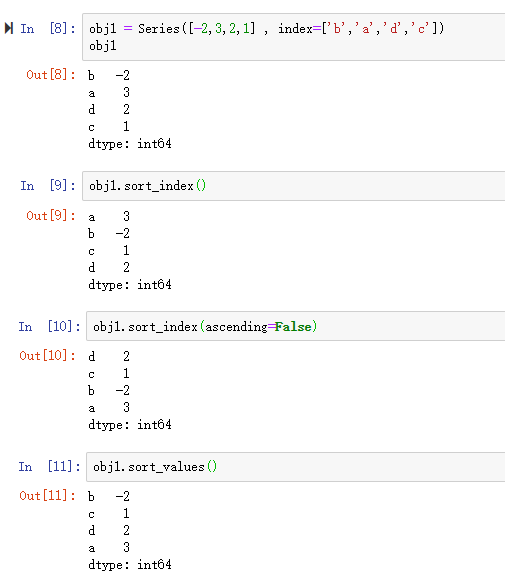 In [8]: obj1 = Series([-2,3,2,1] , index=['b','a','d','c'])
obj1
Out[8]: b   -2
a    3
d    2
c    1
dtype: int64
In [9]: obj1.sort_index()
Out[9]: a    3
b   -2
c    1
d    2
dtype: int64
In [10]: obj1.sort_index(ascending=False)
Out[10]: d    2
c    1
b   -2
a    3
dtype: int64
In [11]: obj1.sort_values()
Out[11]: b   -2
c    1
d    2
a    3
dtype: int64